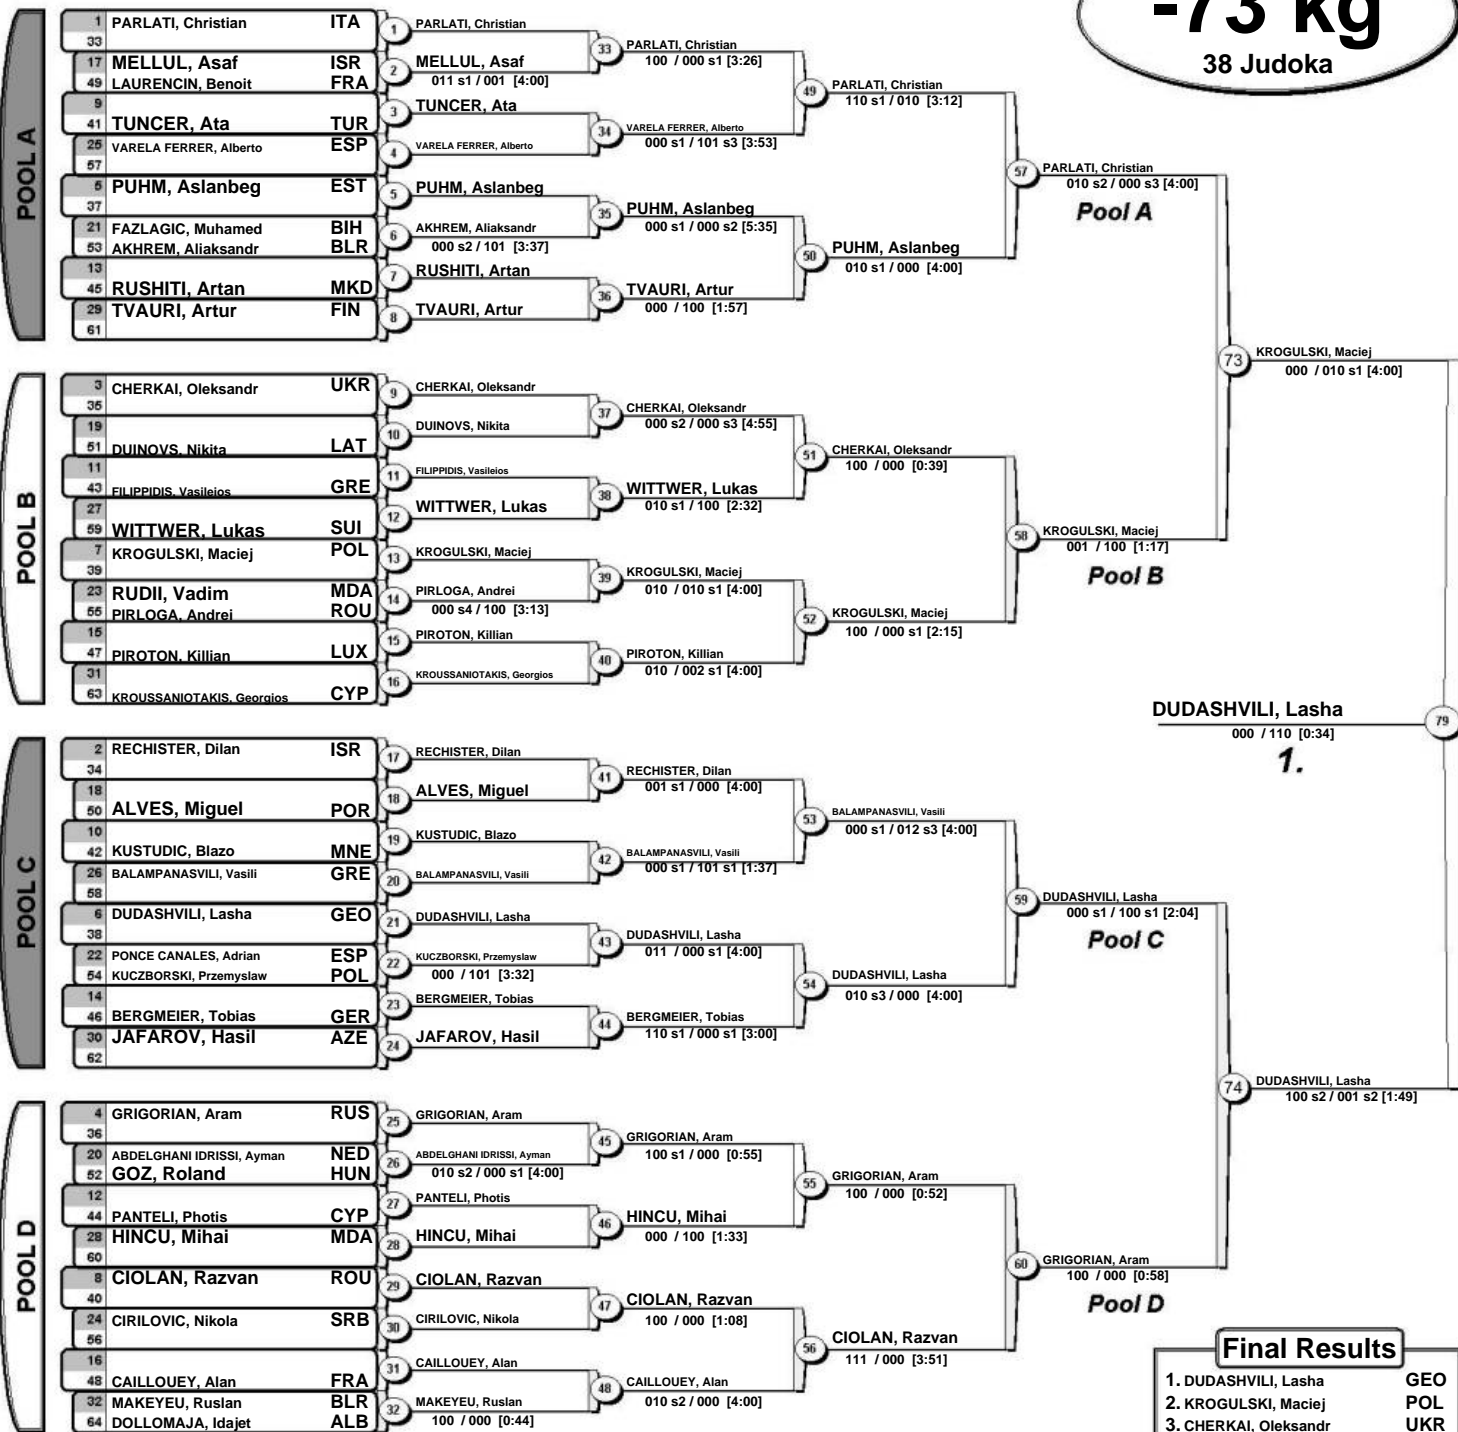 -73 kg
38 Judoka
POOL A
1 PARLATI, Christian ITA
33
17 MELLUL, Asaf ISR
49 LAURENCIN, Benoit FRA
9
41 TUNCER, Ata TUR
25 VARELA FERRER, Alberto ESP
57
5 PUHM, Aslanbeg EST
37
21 FAZLAGIC, Muhamed BIH
53 AKHREM, Aliaksandr BLR
13
45 RUSHITI, Artan MKD
29 TVAURI, Artur FIN
61
1 PARLATI, Christian
2 MELLUL, Asaf
011 s1 / 001 [4:00]
3 TUNCER, Ata
4 VARELA FERRER, Alberto
5 PUHM, Aslanbeg
6 AKHREM, Aliaksandr
000 s2 / 101 [3:37]
7 RUSHITI, Artan
8 TVAURI, Artur
33 PARLATI, Christian
100 / 000 s1 [3:26]
34 VARELA FERRER, Alberto
000 s1 / 101 s3 [3:53]
35 PUHM, Aslanbeg
000 s1 / 000 s2 [5:35]
36 TVAURI, Artur
000 / 100 [1:57]
49 PARLATI, Christian
110 s1 / 010 [3:12]
50 PUHM, Aslanbeg
010 s1 / 000 [4:00]
57 PARLATI, Christian
010 s2 / 000 s3 [4:00]
Pool A
POOL B
3 CHERKAI, Oleksandr UKR
35
19
51 DUINOVS, Nikita LAT
11
43 FILIPPIDIS, Vasileios GRE
27
59 WITTWER, Lukas SUI
7 KROGULSKI, Maciej POL
39
23 RUDII, Vadim MDA
55 PIRLOGA, Andrei ROU
15
47 PIROTON, Killian LUX
31
63 KROUSSANIOTAKIS, Georgios CYP
9 CHERKAI, Oleksandr
10 DUINOVS, Nikita
11 FILIPPIDIS, Vasileios
12 WITTWER, Lukas
13 KROGULSKI, Maciej
14 PIRLOGA, Andrei
000 s4 / 100 [3:13]
15 PIROTON, Killian
16 KROUSSANIOTAKIS, Georgios
37 CHERKAI, Oleksandr
000 s2 / 000 s3 [4:55]
38 WITTWER, Lukas
010 s1 / 100 [2:32]
39 KROGULSKI, Maciej
010 / 010 s1 [4:00]
40 PIROTON, Killian
010 / 002 s1 [4:00]
51 CHERKAI, Oleksandr
100 / 000 [0:39]
52 KROGULSKI, Maciej
100 / 000 s1 [2:15]
58 KROGULSKI, Maciej
001 / 100 [1:17]
Pool B
73 KROGULSKI, Maciej
000 / 010 s1 [4:00]
DUDASHVILI, Lasha 79
000 / 110 [0:34]
1.
POOL C
2 RECHISTER, Dilan ISR
34
18
50 ALVES, Miguel POR
10
42 KUSTUDIC, Blazo MNE
26 BALAMPANASVILI, Vasili GRE
58
6 DUDASHVILI, Lasha GEO
38
22 PONCE CANALES, Adrian ESP
54 KUCZBORSKI, Przemyslaw POL
14
46 BERGMEIER, Tobias GER
30 JAFAROV, Hasil AZE
62
17 RECHISTER, Dilan
18 ALVES, Miguel
19 KUSTUDIC, Blazo
20 BALAMPANASVILI, Vasili
21 DUDASHVILI, Lasha
22 KUCZBORSKI, Przemyslaw
000 / 101 [3:32]
23 BERGMEIER, Tobias
24 JAFAROV, Hasil
41 RECHISTER, Dilan
001 s1 / 000 [4:00]
42 BALAMPANASVILI, Vasili
000 s1 / 101 s1 [1:37]
43 DUDASHVILI, Lasha
011 / 000 s1 [4:00]
44 BERGMEIER, Tobias
110 s1 / 000 s1 [3:00]
53 BALAMPANASVILI, Vasili
000 s1 / 012 s3 [4:00]
54 DUDASHVILI, Lasha
010 s3 / 000 [4:00]
59 DUDASHVILI, Lasha
000 s1 / 100 s1 [2:04]
Pool C
74 DUDASHVILI, Lasha
100 s2 / 001 s2 [1:49]
POOL D
4 GRIGORIAN, Aram RUS
36
20 ABDELGHANI IDRISSI, Ayman NED
52 GOZ, Roland HUN
12
44 PANTELI, Photis CYP
28 HINCU, Mihai MDA
60
8 CIOLAN, Razvan ROU
40
24 CIRILOVIC, Nikola SRB
56
16
48 CAILLOUEY, Alan FRA
32 MAKEYEU, Ruslan BLR
64 DOLLOMAJA, Idajet ALB
25 GRIGORIAN, Aram
26 ABDELGHANI IDRISSI, Ayman
010 s2 / 000 s1 [4:00]
27 PANTELI, Photis
28 HINCU, Mihai
29 CIOLAN, Razvan
30 CIRILOVIC, Nikola
31 CAILLOUEY, Alan
32 MAKEYEU, Ruslan
100 / 000 [0:44]
45 GRIGORIAN, Aram
100 s1 / 000 [0:55]
46 HINCU, Mihai
000 / 100 [1:33]
47 CIOLAN, Razvan
100 / 000 [1:08]
48 CAILLOUEY, Alan
010 s2 / 000 [4:00]
55 GRIGORIAN, Aram
100 / 000 [0:52]
56 CIOLAN, Razvan
111 / 000 [3:51]
60 GRIGORIAN, Aram
100 / 000 [0:58]
Pool D
Final Results
1. DUDASHVILI, Lasha GEO
2. KROGULSKI, Maciej POL
3. CHERKAI, Oleksandr UKR